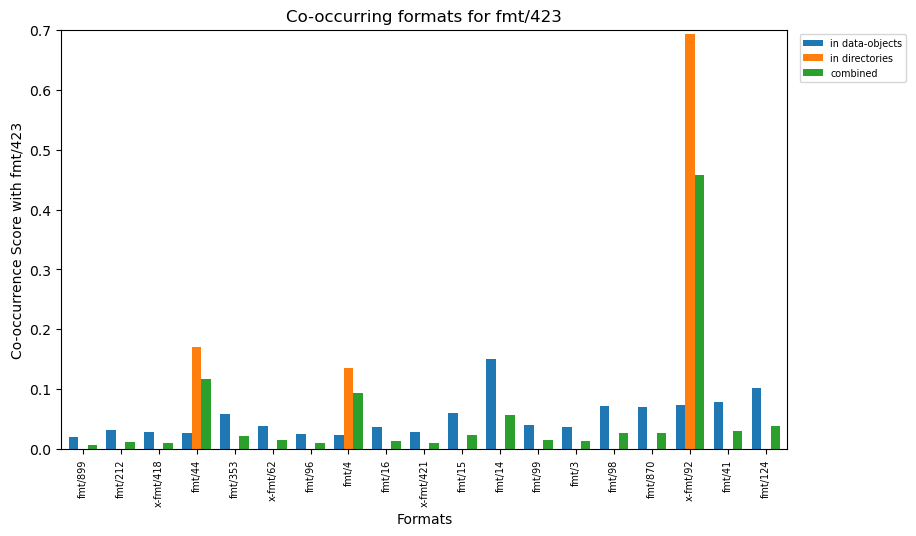 Co-occurring formats for fmt/423
in data-objects
in directories
combined
Co-occurrence Score with fmt/423
0.7
0.6
0.5
0.4
0.3
0.2
0.1
0.0
fmt/899
fmt/212
x-fmt/418
fmt/44
fmt/353
x-fmt/62
fmt/96
fmt/4
fmt/16
x-fmt/421
fmt/15
fmt/14
fmt/99
fmt/3
fmt/98
fmt/870
x-fmt/92
fmt/41
fmt/124
Formats